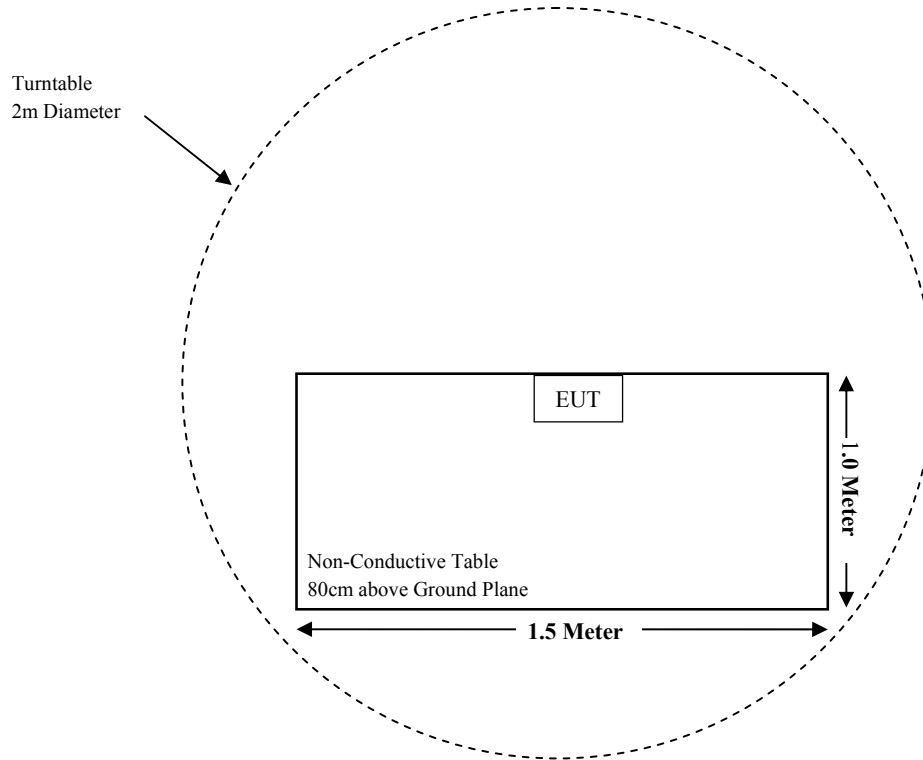 Turntable
2m Diameter
EUT
1.0 Meter
Non-Conductive Table
80cm above Ground Plane
1.5 Meter